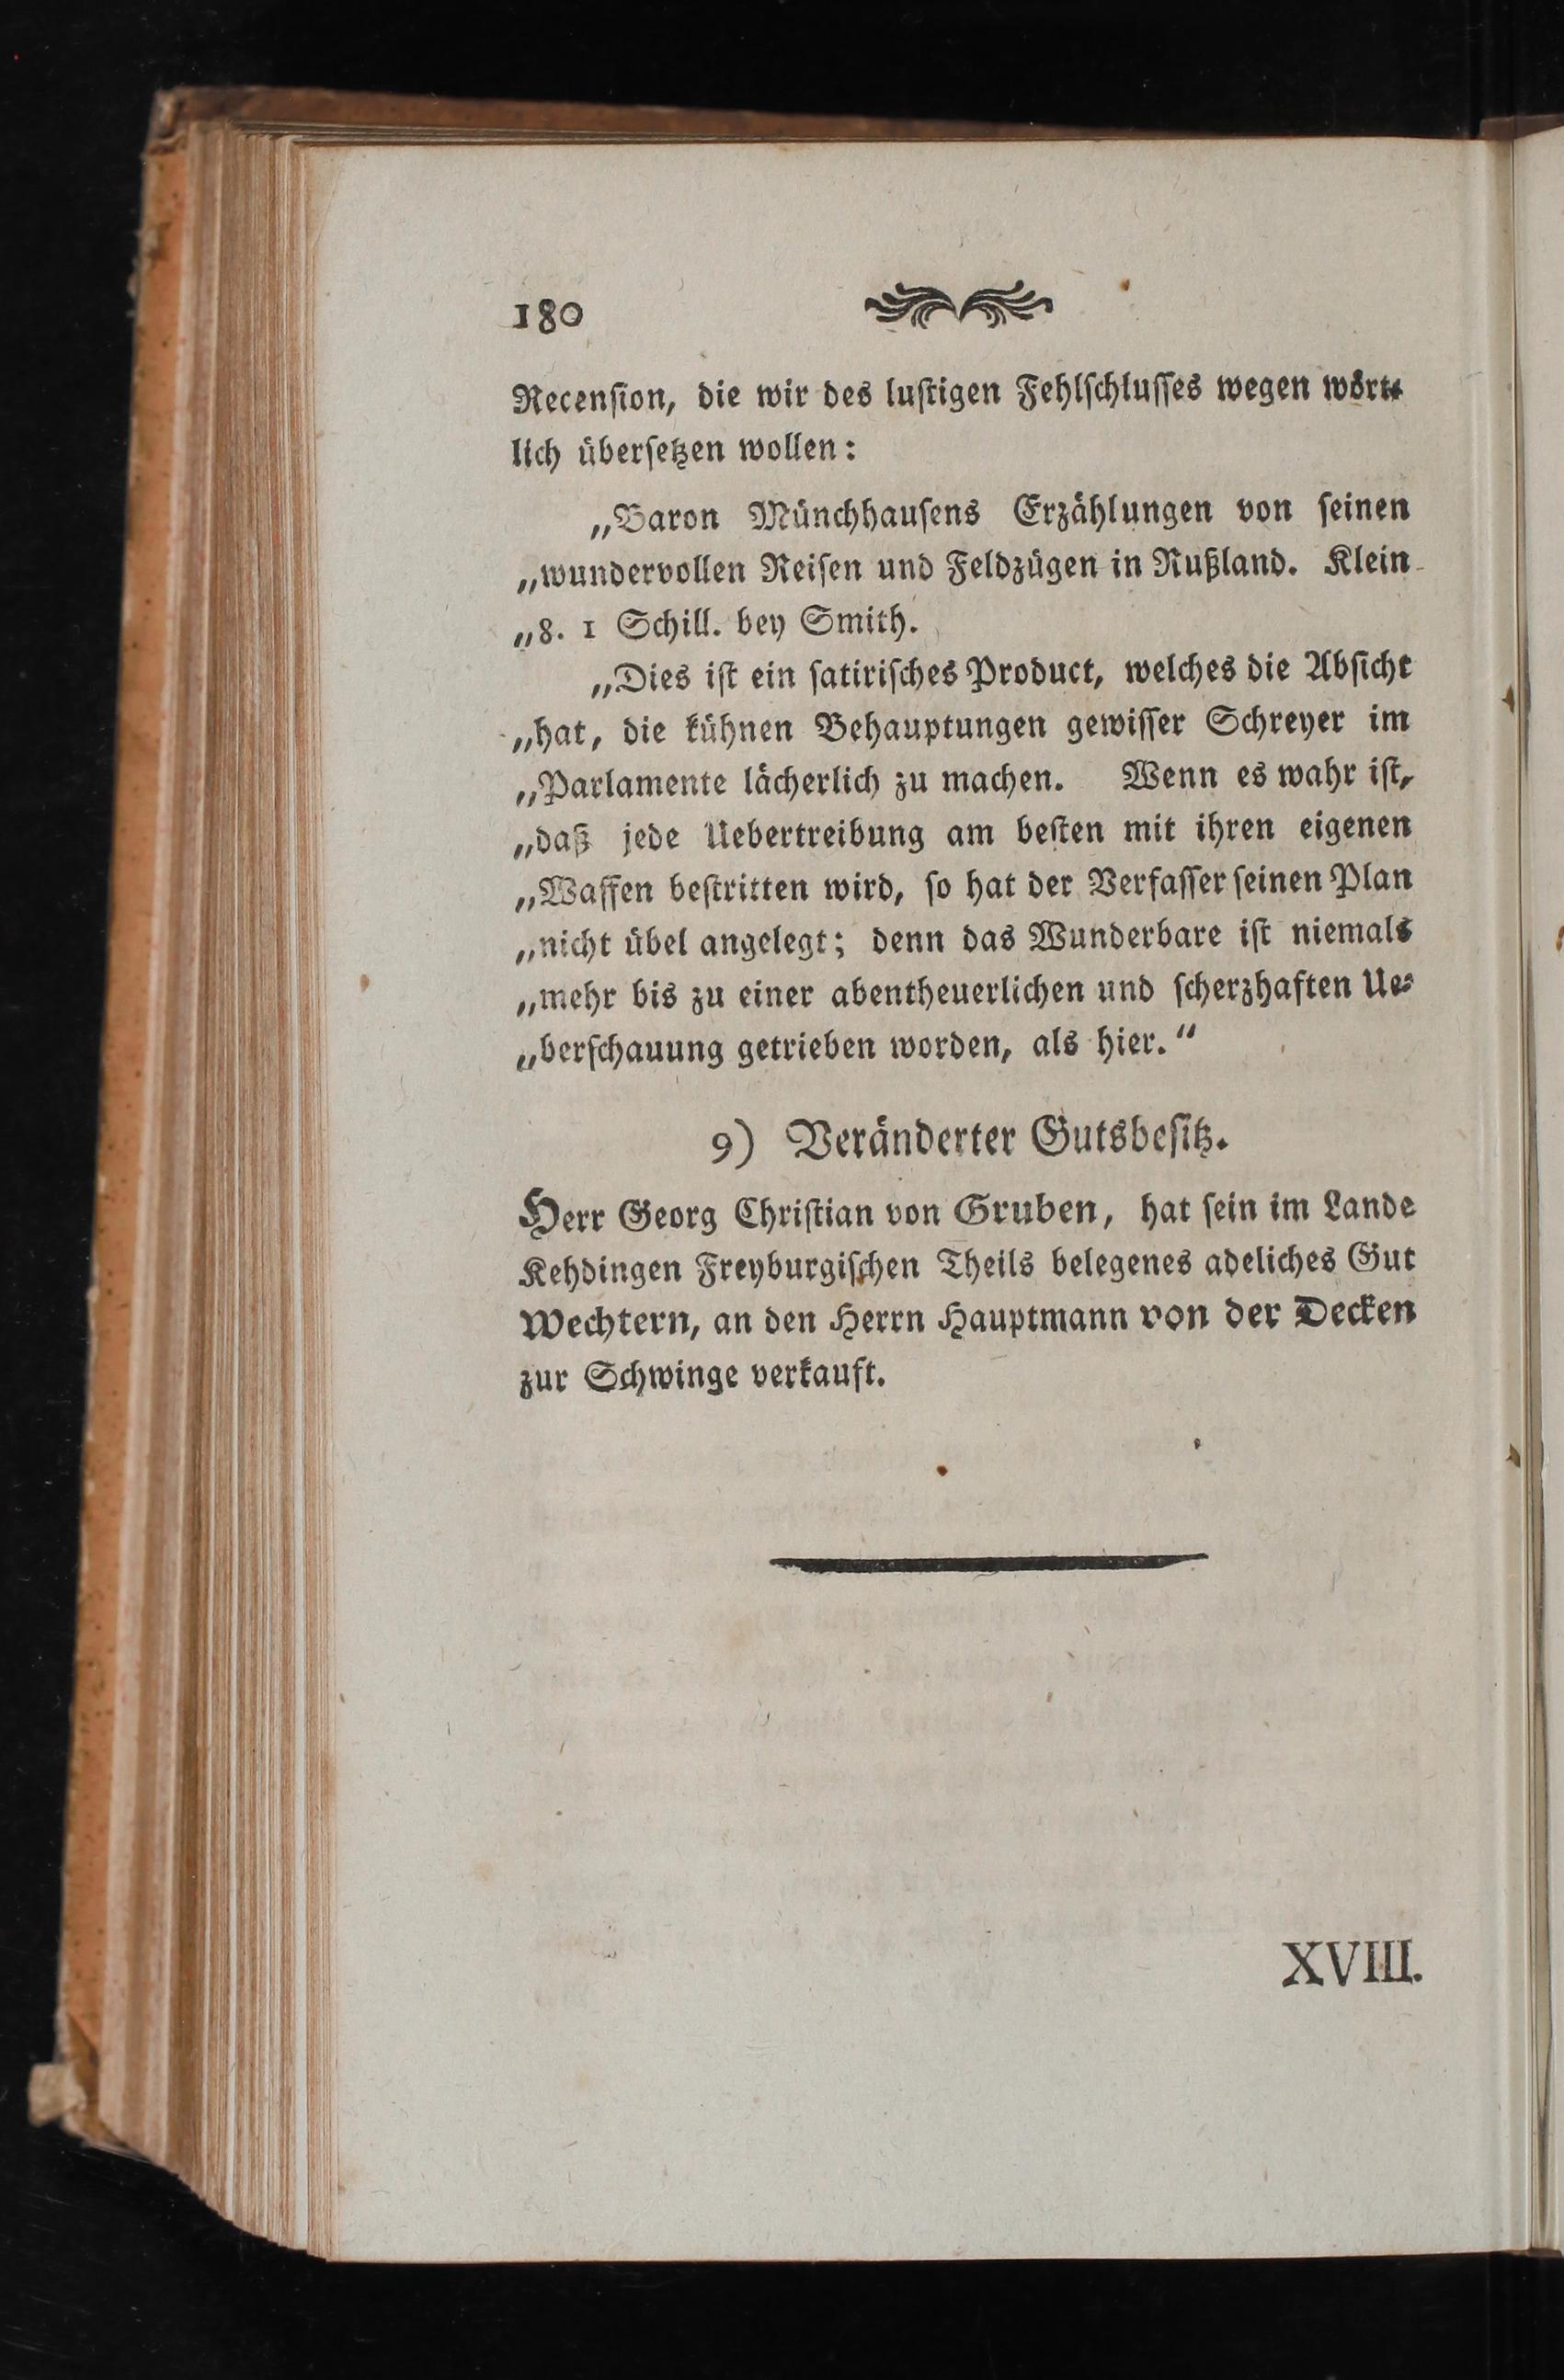 180
Recenſion, die wir des luſtigen Fehlſchluſſes wegen wört⸗
lich überſetzen wollen:
„Baron Münchhauſens Erzählungen von ſeinen
„wundervollen Reiſen und Feldzügen in Rußland. Klein
„8. 1 Schill. bey Smith.
„Dies iſt ein ſatiriſches Product, welches die Abſicht
„hat, die kühnen Behauptungen gewiſſer Schreyer im
„Parlamente lächerlich zu machen. Wenn es wahr iſt,
„daß jede Uebertreibung am beſten mit ihren eigenen
„Waffen beſtritten wird, ſo hat der Verfaſſer ſeinen Plan
„nicht übel angelegt; denn das Wunderbare iſt niemals
„mehr bis zu einer abentheuerlichen und ſcherzhaften Ue⸗
„berſchauung getrieben worden, als hier.“
9) Veränderter Gutsbeſitz.
Herr Georg Chriſtian von Gruben, hat ſein im Lande
Kehdingen Freyburgiſchen Theils belegenes adeliches Gut
Wechtern, an den Herrn Hauptmann von der Decken
zur Schwinge verkauft.
XVIII.